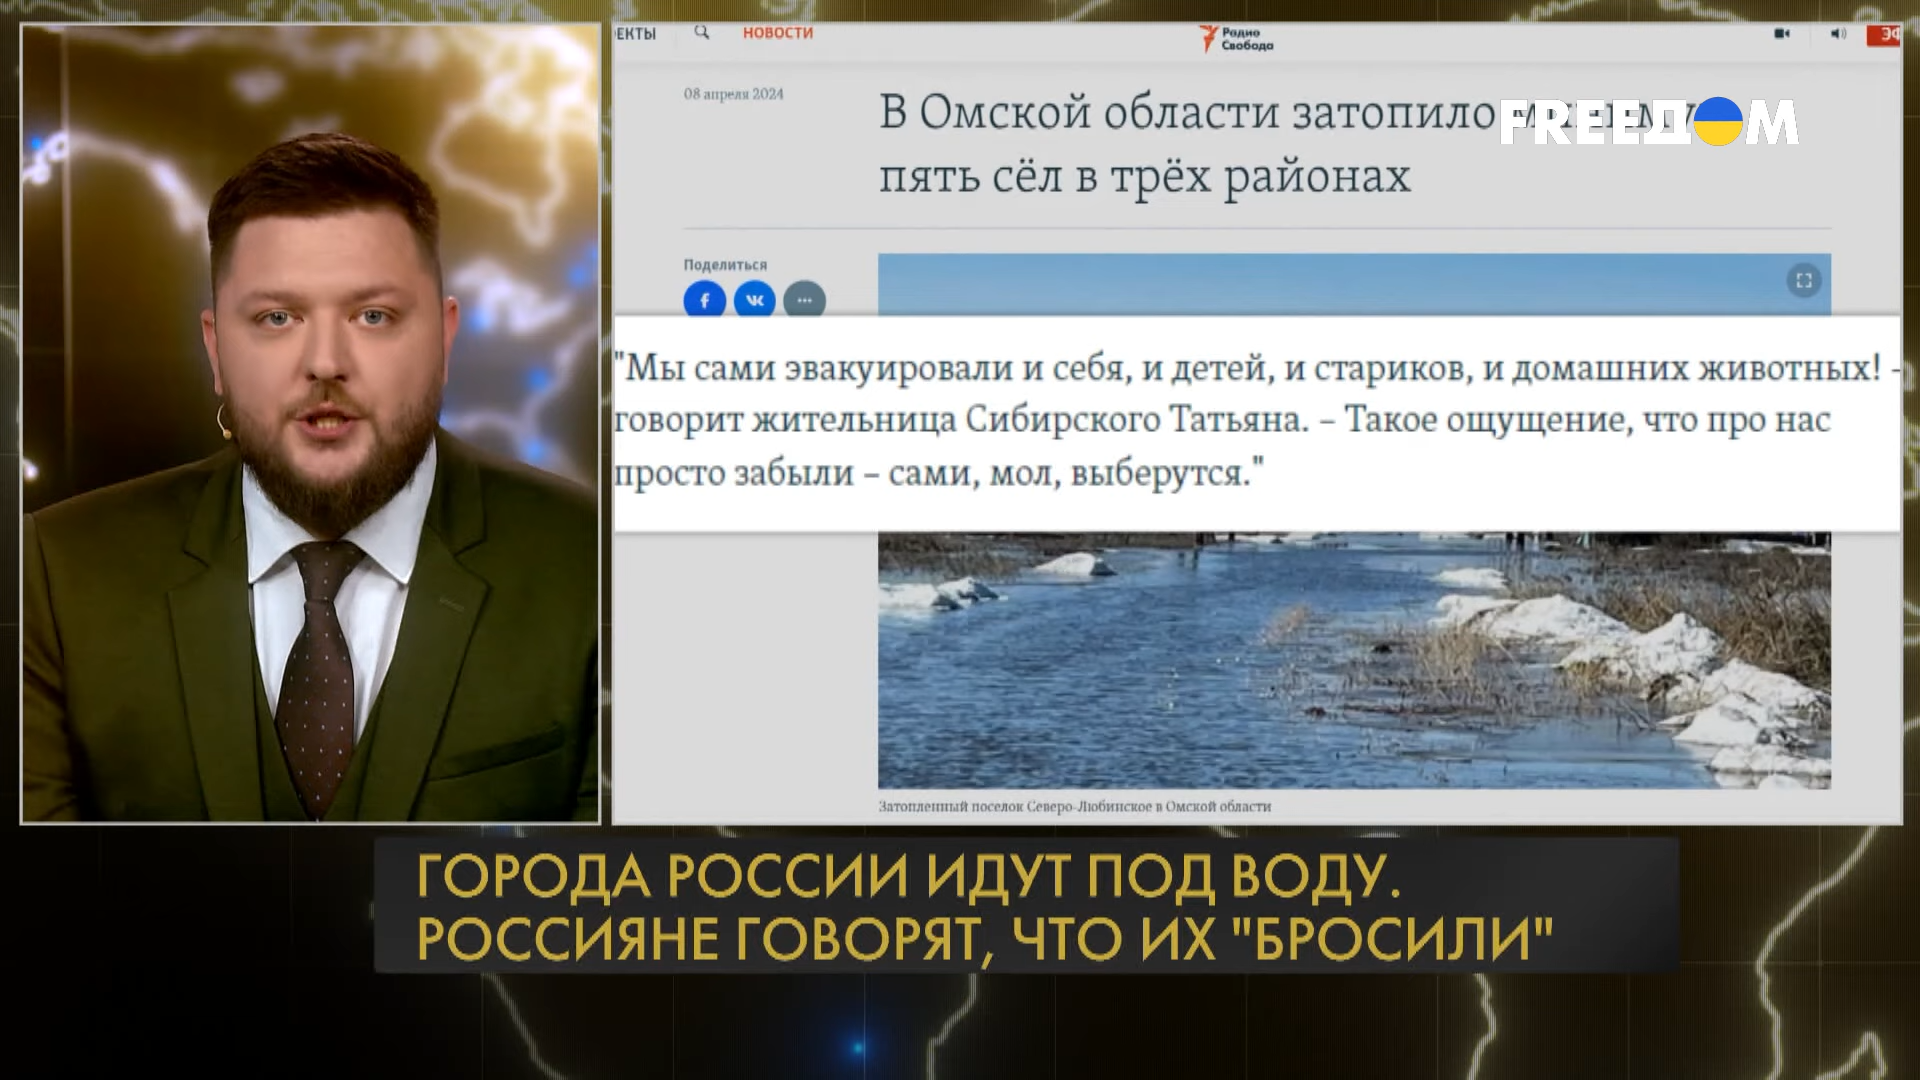 ЕКТЫ
НОВОСТИ
Радио
Свобода
08 апреля 2024
В Омской области затопило
FREEДOM
пять сёл в трёх районах
Поделиться
"Мы сами эвакуировали и себя, и детей, и стариков, и домашних животных! –
говорит жительница Сибирского Татьяна. – Такое ощущение, что про нас
просто забыли – сами, мол, выберутся."
Затопленный поселок Северо-Любинское в Омской области
ГОРОДА РОССИИ ИДУТ ПОД ВОДУ.
РОССИЯНЕ ГОВОРЯТ, ЧТО ИХ "БРОСИЛИ"